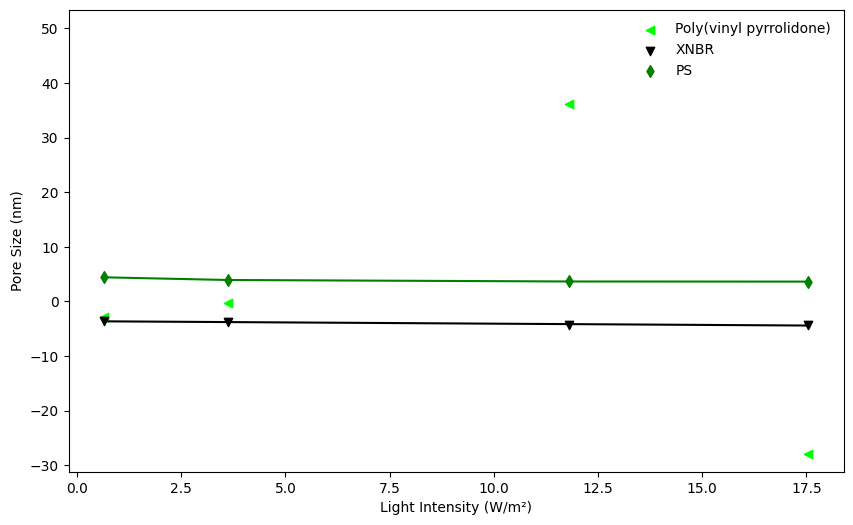 50
40
30
20
10
0
−10
−20
−30
Pore Size (nm)
Poly(vinyl pyrrolidone)
XNBR
PS
0.0 2.5 5.0 7.5 10.0 12.5 15.0 17.5
Light Intensity (W/m²)